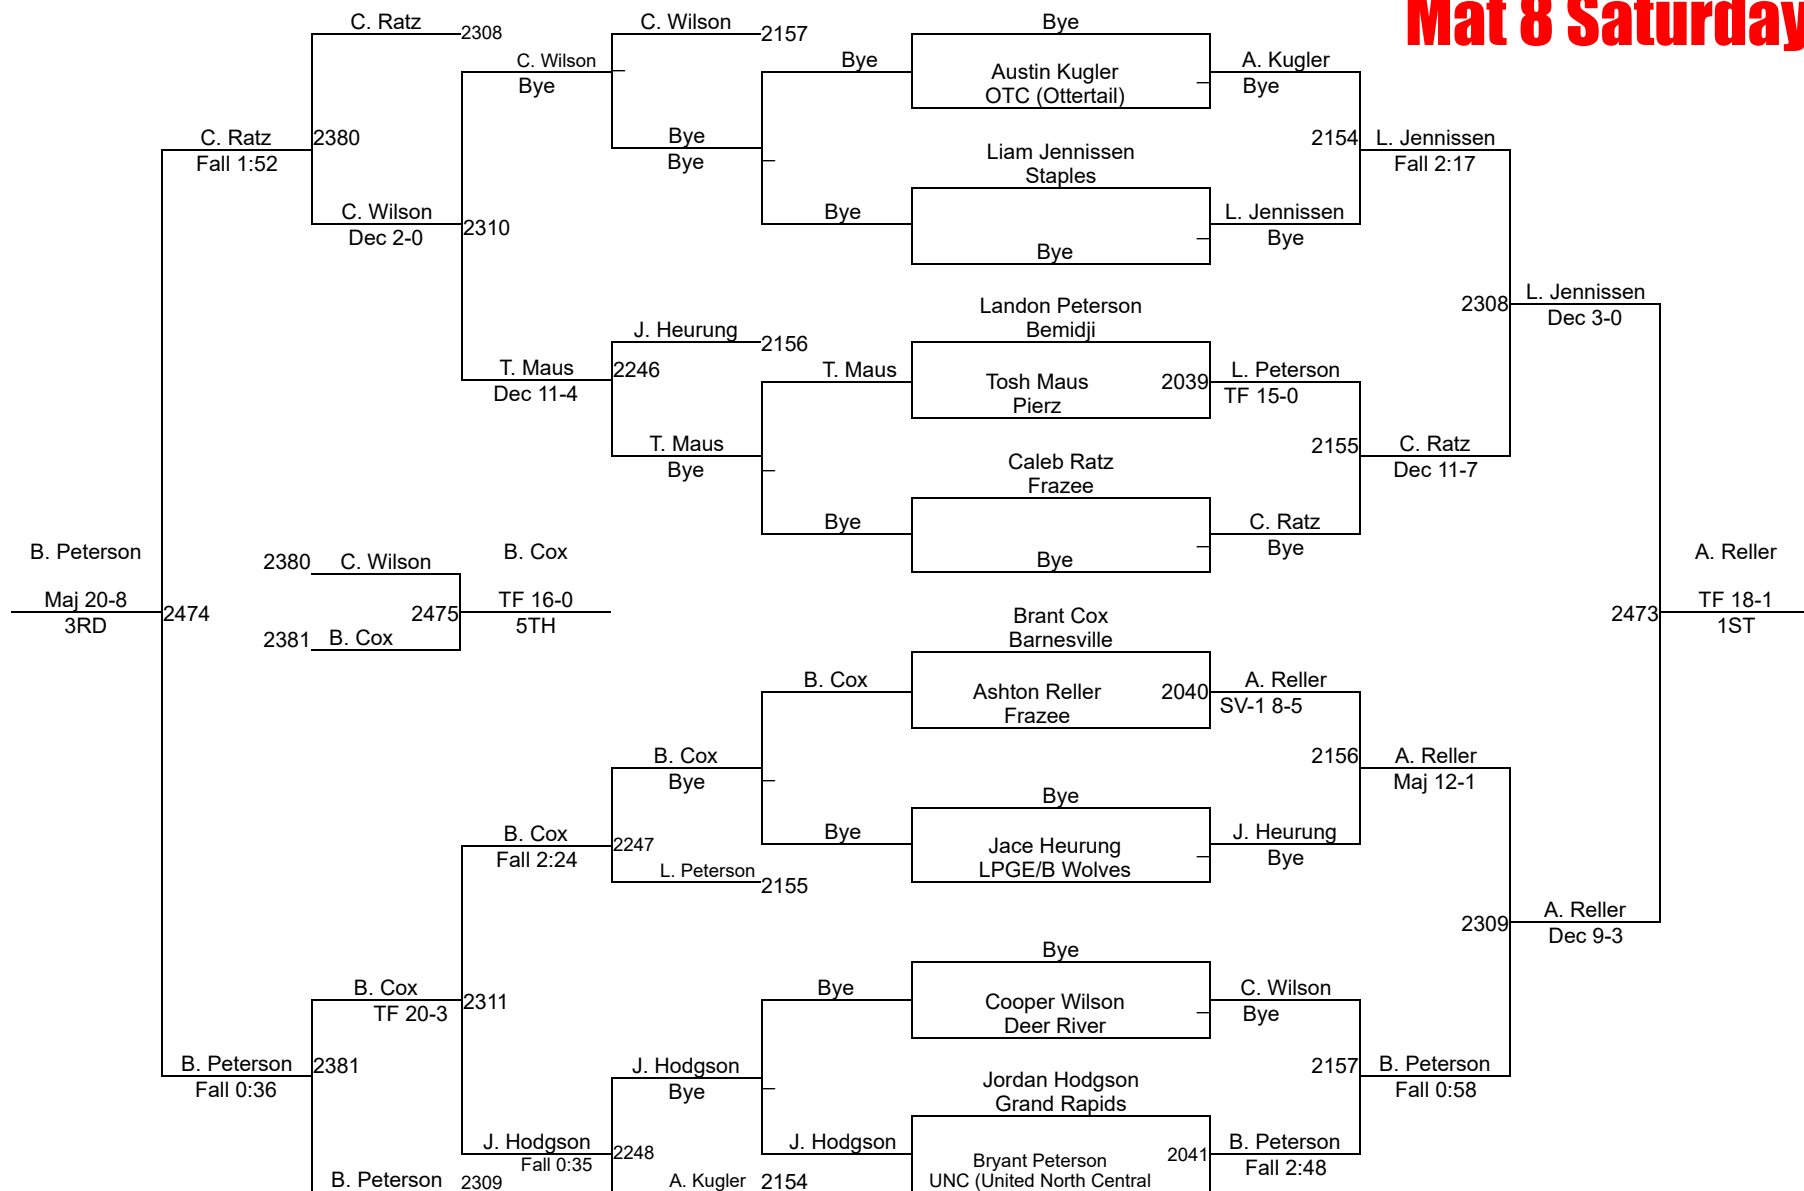 Mat 8 Saturday
C. Ratz
2308
C. Wilson
2157
Bye
C. Wilson
Bye
Bye
Austin Kugler
OTC (Ottertail)
A. Kugler
Bye
C. Ratz
2380
Fall 1:52
Bye
Bye
Liam Jennissen
Staples
2154
L. Jennissen
Fall 2:17
C. Wilson
2310
Dec 2-0
Bye
Bye
L. Jennissen
Bye
Landon Peterson
Bemidji
2308
L. Jennissen
Dec 3-0
J. Heurung
2156
T. Maus
2246
Dec 11-4
T. Maus
Tosh Maus
2039
Pierz
L. Peterson
TF 15-0
T. Maus
Bye
Caleb Ratz
Frazee
2155
C. Ratz
Dec 11-7
Bye
Bye
C. Ratz
Bye
B. Peterson
2380
C. Wilson
B. Cox
A. Reller
Maj 20-8
2474
3RD
2475
TF 16-0
5TH
2381
B. Cox
Brant Cox
Barnesville
2473
TF 18-1
1ST
B. Cox
Ashton Reller
2040
Frazee
A. Reller
SV-1 8-5
B. Cox
Bye
2156
A. Reller
Maj 12-1
Bye
B. Cox
2247
Fall 2:24
Bye
Jace Heurung
LPGE/B Wolves
J. Heurung
Bye
L. Peterson
2155
2309
A. Reller
Dec 9-3
Bye
B. Cox
2311
TF 20-3
Bye
Cooper Wilson
Deer River
C. Wilson
Bye
B. Peterson
2381
Fall 0:36
J. Hodgson
Bye
Jordan Hodgson
Grand Rapids
2157
B. Peterson
Fall 0:58
J. Hodgson
2248
Fall 0:35
J. Hodgson
Bryant Peterson
2041
UNC (United North Central
B. Peterson
Fall 2:48
B. Peterson
2309
A. Kugler
2154